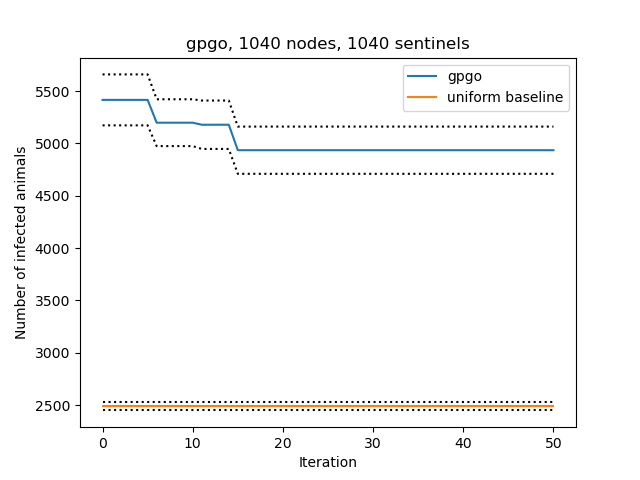 gpgo, 1040 nodes, 1040 sentinels
gpgo
uniform baseline
Number of infected animals
5500
5000
4500
4000
3500
3000
2500
0 10 20 30 40 50
Iteration